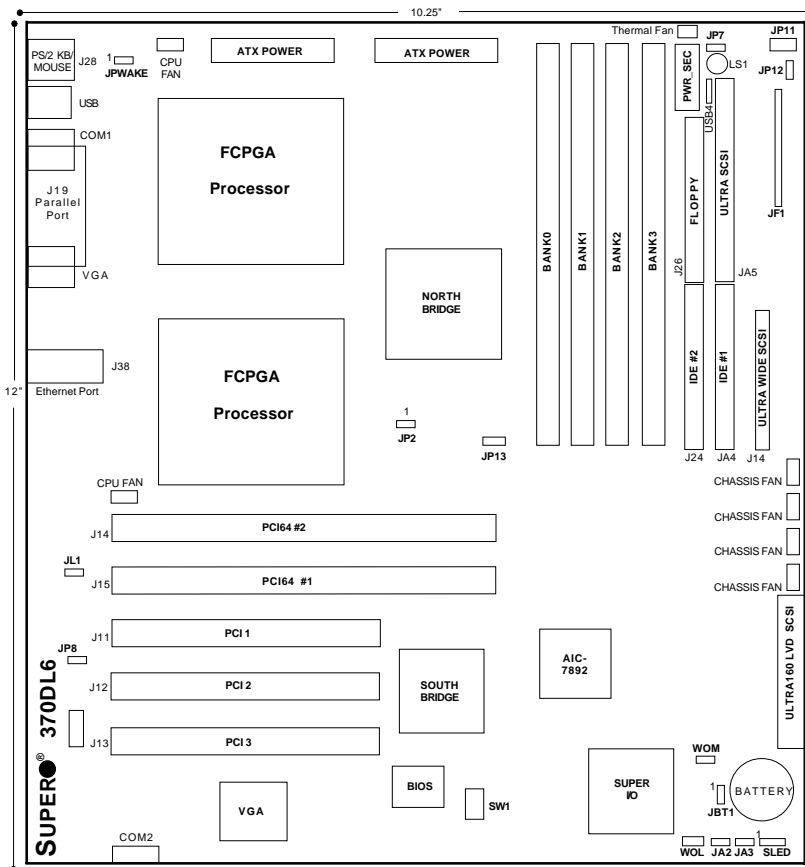 10.25"
12"
PS/2 KB/
MOUSE
J28
1
JPWAKE
CPU
FAN
ATX POWER
ATX POWER
Thermal Fan
JP7
JP11
PWR_SEC
LS1
JP12
USB
USB4
COM1
FCPGA
Processor
J19
Parallel
Port
VGA
BANK0
BANK1
BANK2
BANK3
FLOPPY
ULTRA SCSI
JF1
J26
JA5
NORTH
BRIDGE
IDE #2
IDE #1
ULTRA WIDE SCSI
J38
Ethernet Port
FCPGA
Processor
1
JP2
JP13
J24
JA4
J14
CPU FAN
CHASSIS FAN
CHASSIS FAN
CHASSIS FAN
CHASSIS FAN
J14
PCI64 #2
JL1
J15
PCI64 #1
J11
PCI 1
JP8
J12
PCI 2
J13
PCI 3
SOUTH
BRIDGE
AIC-
7892
ULTRA160 LVD SCSI
SUPER® 370DL6
VGA
BIOS
SW1
SUPER
I/O
WOM
1
JBT1
BATTERY
COM2
WOL
JA2
JA3
1
SLED